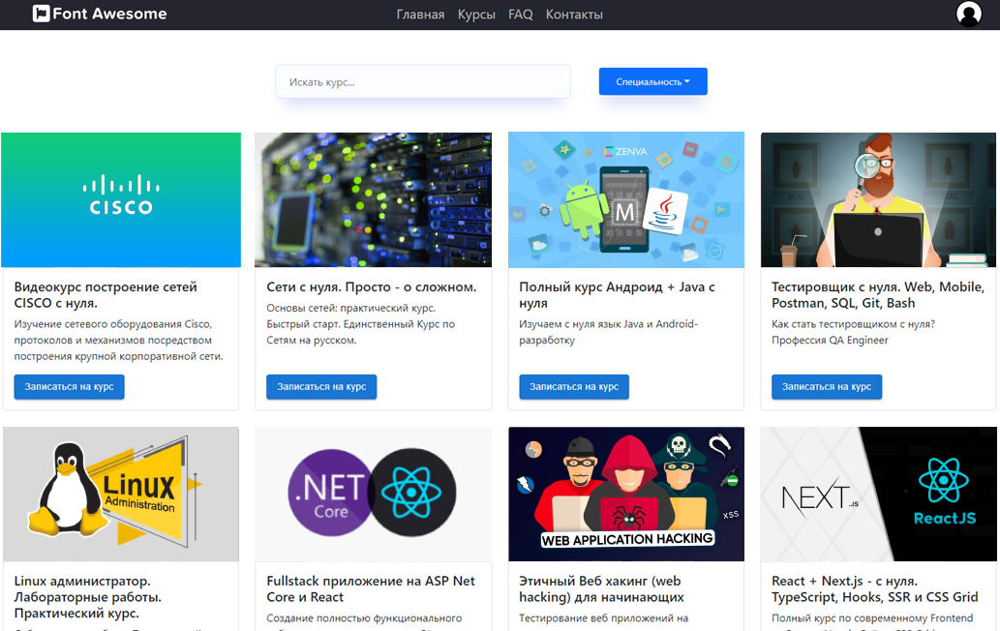 Font Awesome
Главная Курсы FAQ Контакты
Искать курс...
Специальность
CISCO
ZENVA
M
BUG
BUG
Видеокурс построение сетей
CISCO с нуля.
Изучение сетевого оборудования Cisco,
протоколов и механизмов посредством
построения крупной корпоративной сети.
Записаться на курс
Сети с нуля. Просто - о сложном.
Основы сети: практический курс.
Быстрый старт. Единственный Курс по
Сетям на русском.
Записаться на курс
Полный курс Андроид + Java с
нуля
Изучаем с нуля язык Java и Android-
разработку
Записаться на курс
Тестировщик с нуля. Web, Mobile,
Postman, SQL, Git, Bash
Как стать тестировщиком с нуля?
Профессия QA Engineer
Записаться на курс
Linux
Administration
.NET
Core
XSS
WEB APPLICATION HACKING
NEXT.JS
ReactJS
Linux администратор.
Лабораторные работы.
Практический курс.
Fullstack приложение на ASP Net
Core и React
Создание полностью функционального
Этичный Веб хакинг (web
hacking) для начинающих
Тестирование веб приложений на
React + Next.js - с нуля.
TypeScript, Hooks, SSR и CSS Grid
Полный курс по современному Frontend